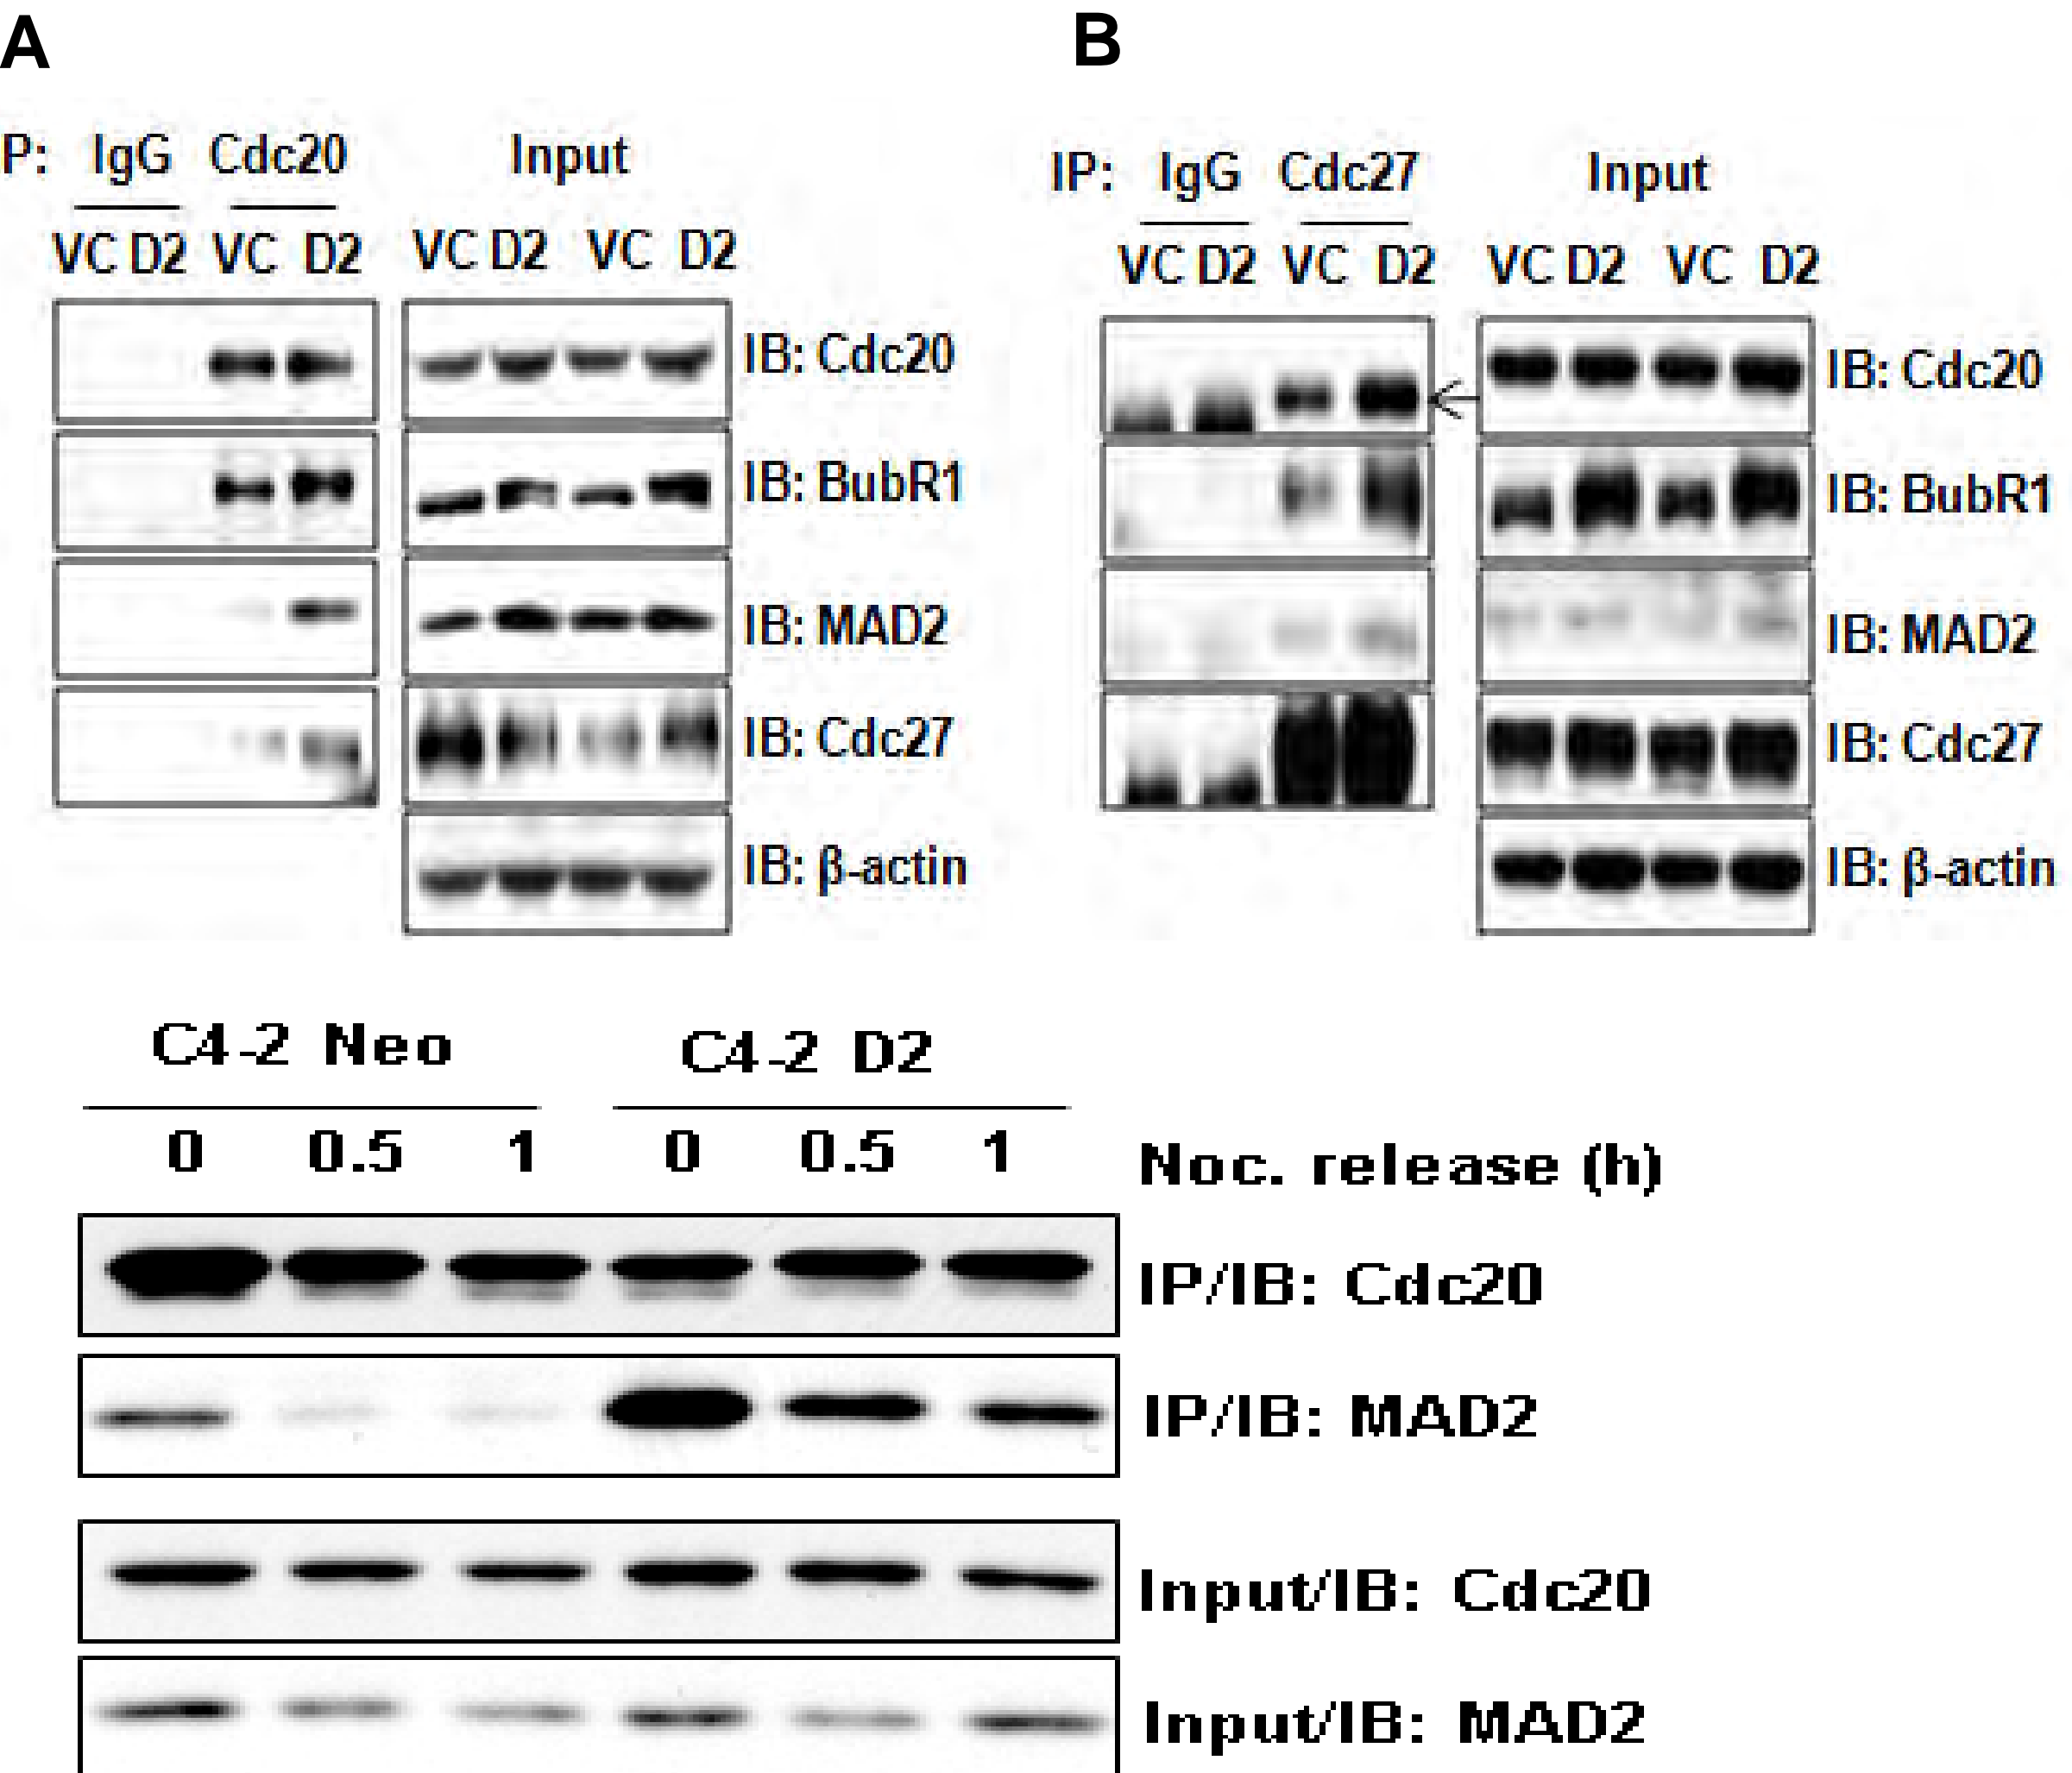 A
P: IgG Cdc20 Input
VC D2 VC D2 VC D2 VC D2
IB: Cdc20
IB: BubR1
IB: MAD2
IB: Cdc27
IB: β-actin
B
IP: IgG Cdc27 Input
VC D2 VC D2 VC D2 VC D2
IB: Cdc20
IB: BubR1
IB: MAD2
IB: Cdc27
IB: β-actin
C4-2 Neo C4-2 D2
0 0.5 1 0 0.5 1 Noc. release (h)
IP/IB: Cdc20
IP/IB: MAD2
Input/IB: Cdc20
Input/IB: MAD2